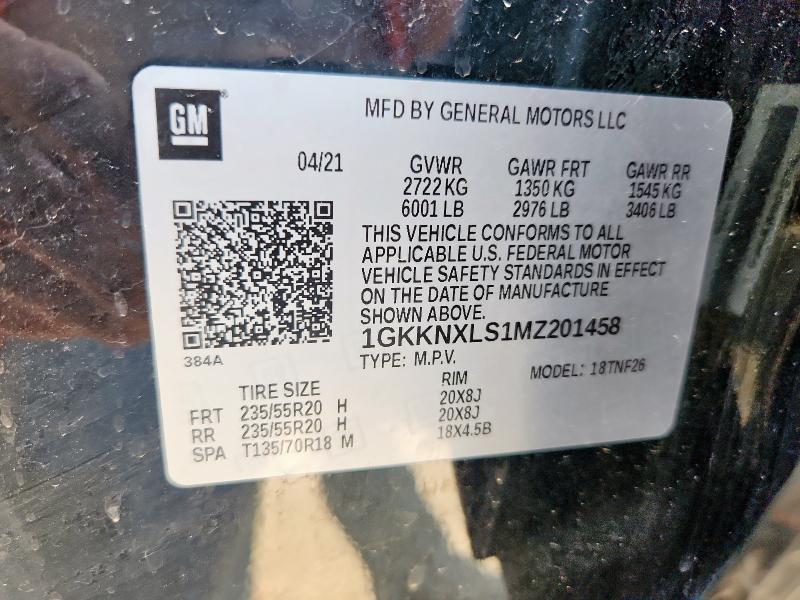 GM
MFD BY GENERAL MOTORS LLC
04/21 GVWR GAWR FRT GAWR RR
2722 KG 1350 KG 1545 KG
6001 LB 2976 LB 3406 LB
THIS VEHICLE CONFORMS TO ALL
APPLICABLE U.S. FEDERAL MOTOR
VEHICLE SAFETY STANDARDS IN EFFECT
ON THE DATE OF MANUFACTURE
SHOWN ABOVE.
1GKKNXLS1MZ201458
384A
TYPE: M.P.V. MODEL: 18TNF26
TIRE SIZE RIM
FRT 235/55R20 H 20X8J
RR 235/55R20 H 20X8J
SPA T135/70R18 M 18X4.5B